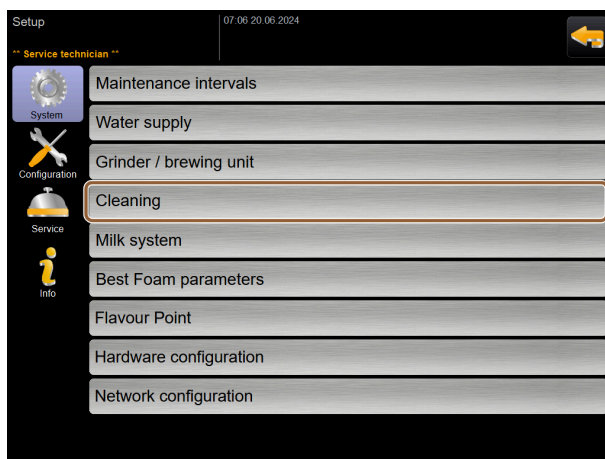 Setup
07:06 20.06.2024
** Service technician **
System
Configuration
Service
Info
Maintenance intervals
Water supply
Grinder / brewing unit
Cleaning
Milk system
Best Foam parameters
Flavour Point
Hardware configuration
Network configuration